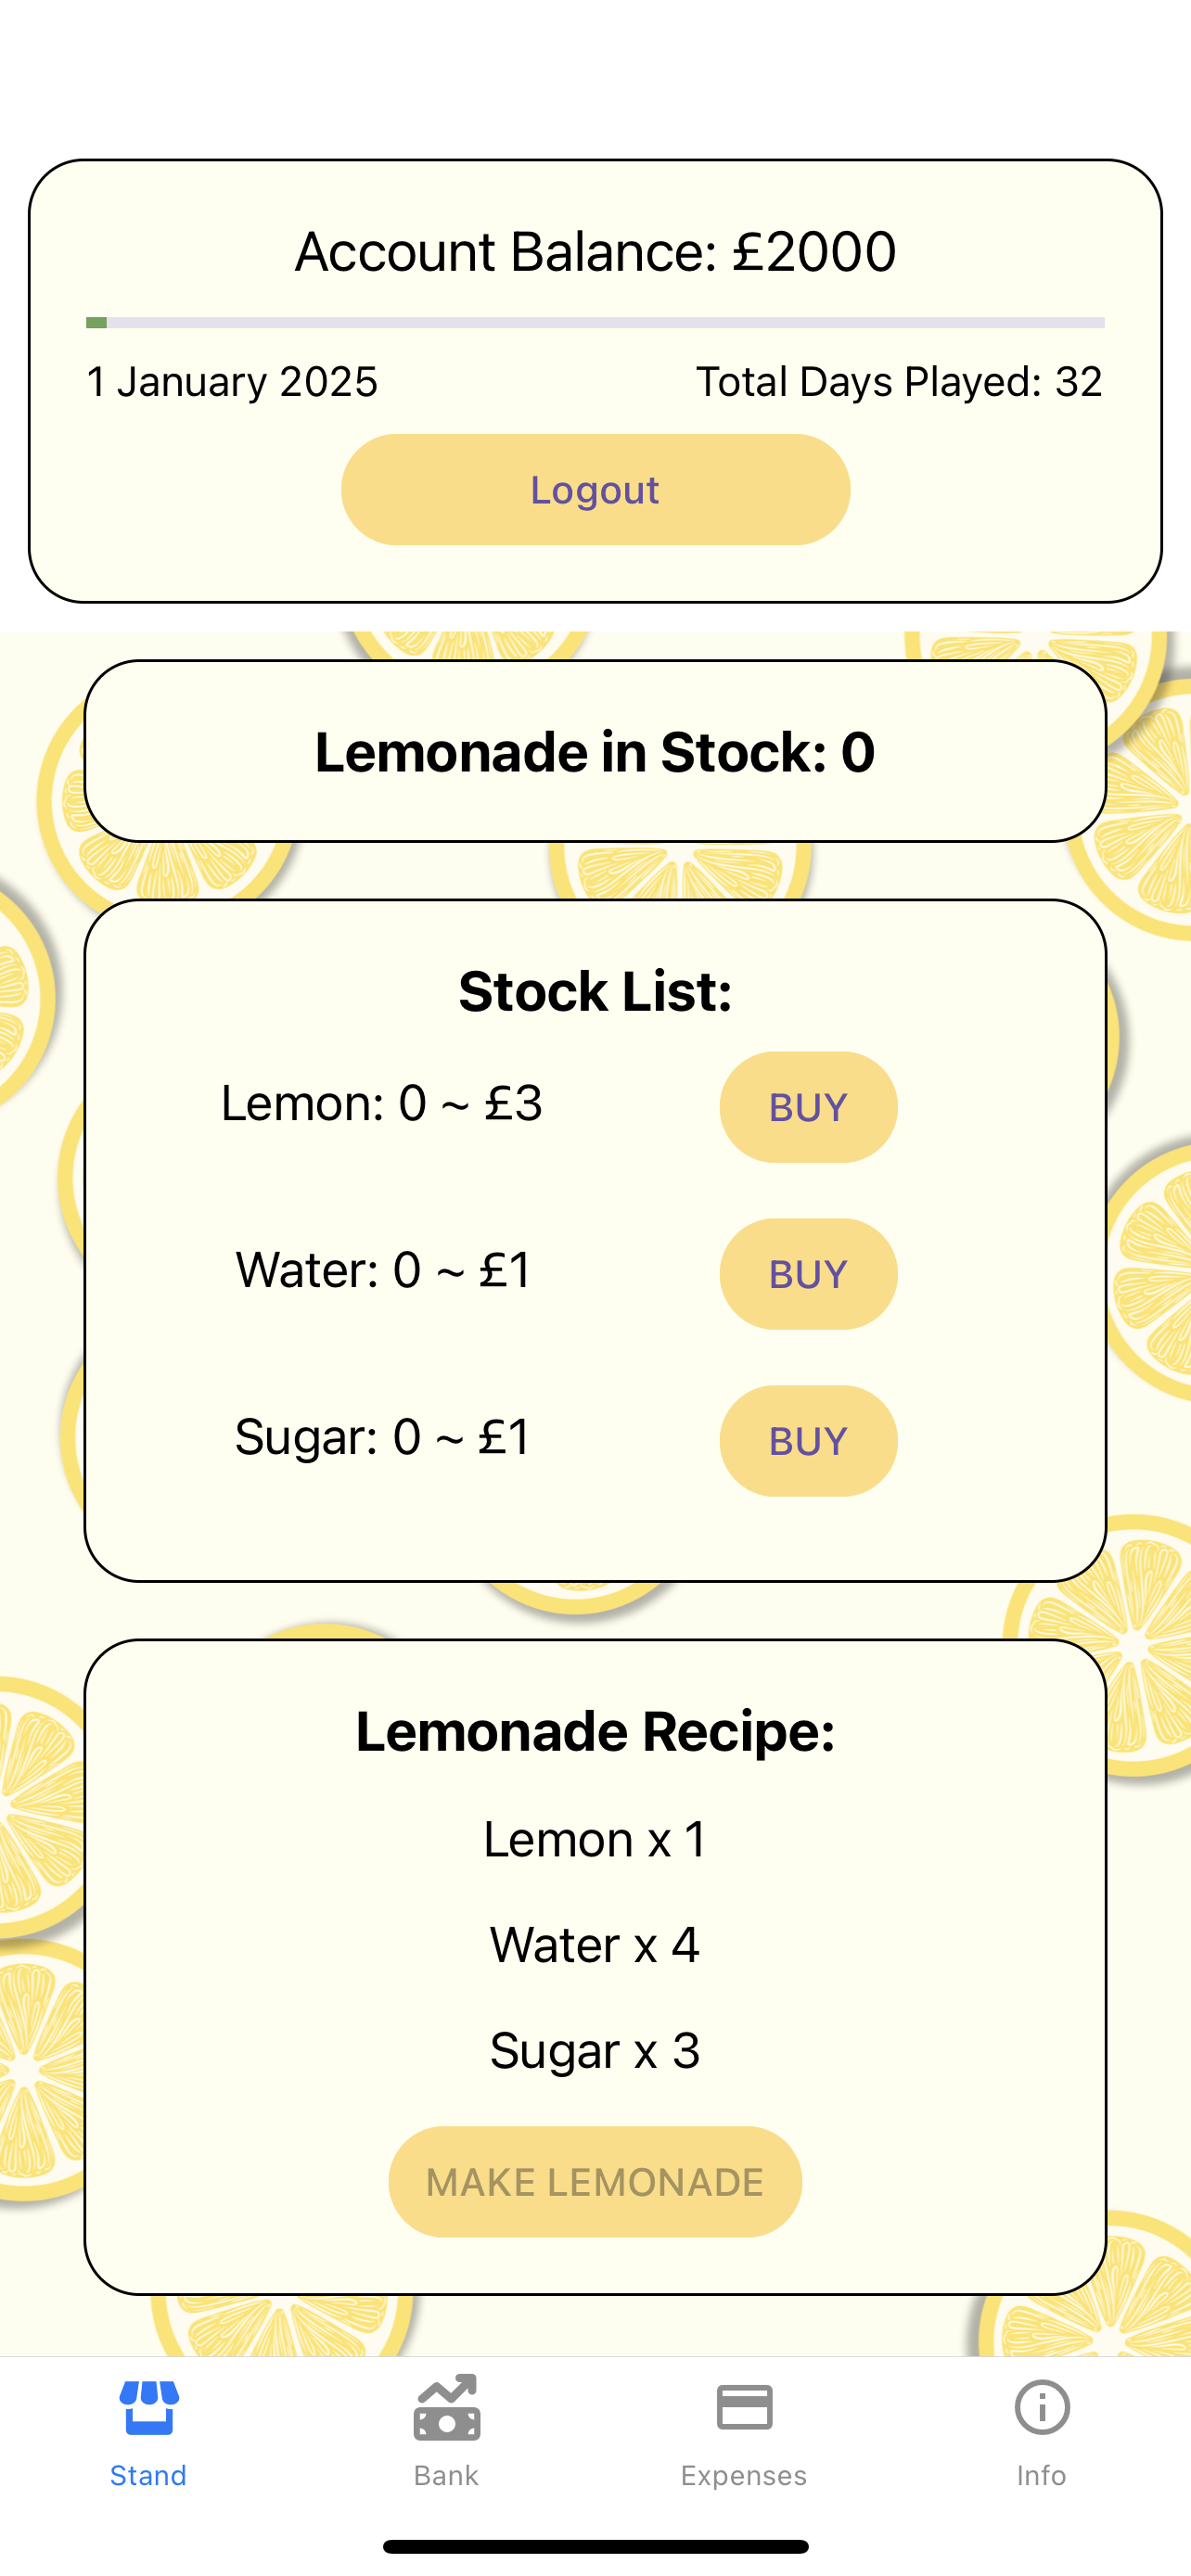 Account Balance: £2000
1 January 2025 Total Days Played: 32
Logout
Lemonade in Stock: 0
Stock List:
Lemon: 0 ~ £3 BUY
Water: 0 ~ £1 BUY
Sugar: 0 ~ £1 BUY
Lemonade Recipe:
Lemon x 1
Water x 4
Sugar x 3
MAKE LEMONADE
Stand Bank Expenses Info